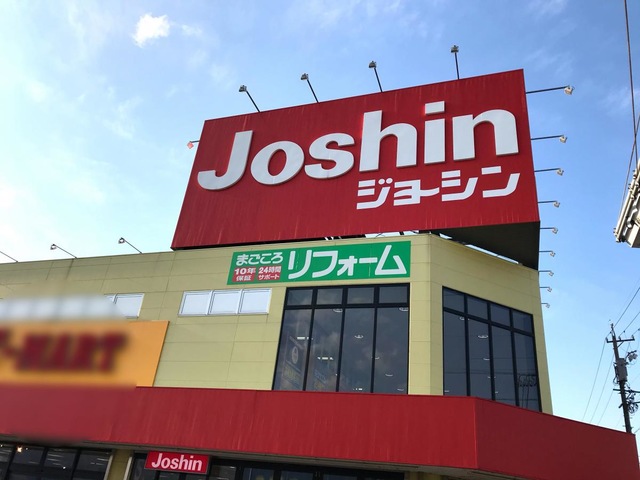 Joshin
ジョーシン
まごころ
10年保証
24時間サポート
リフォーム
Joshin